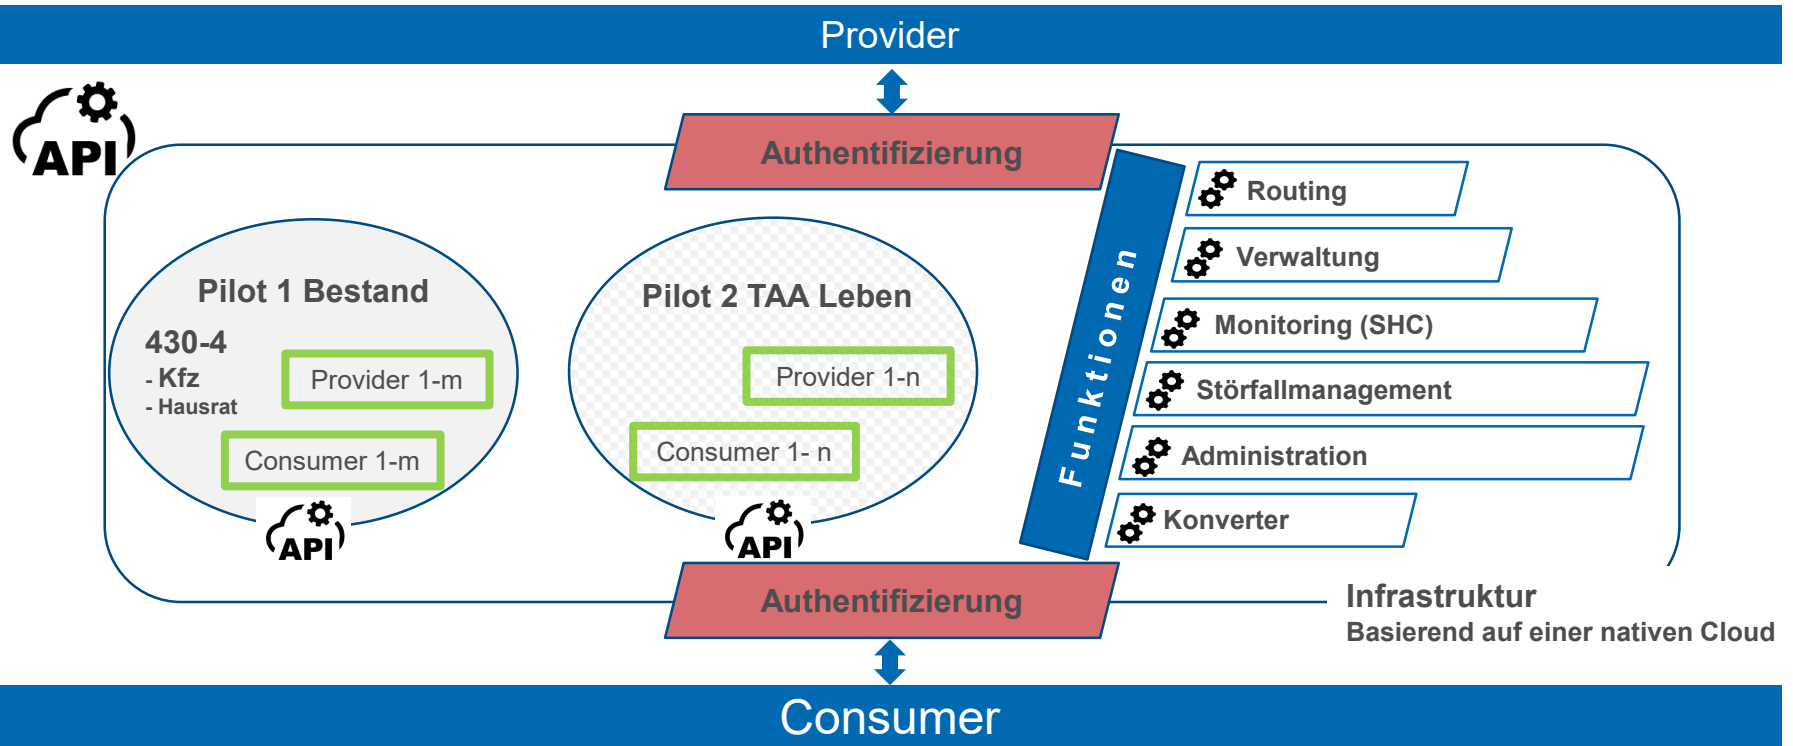 Provider
API
Authentifizierung
Pilot 1 Bestand
430-4
- Kfz
- Hausrat
Provider 1-m
Consumer 1-m
API
Pilot 2 TAA Leben
Provider 1-n
Consumer 1- n
API
Funktionen
Routing
Verwaltung
Monitoring (SHC)
Störfallmanagement
Administration
Konverter
Authentifizierung
Infrastruktur
Basierend auf einer nativen Cloud
Consumer